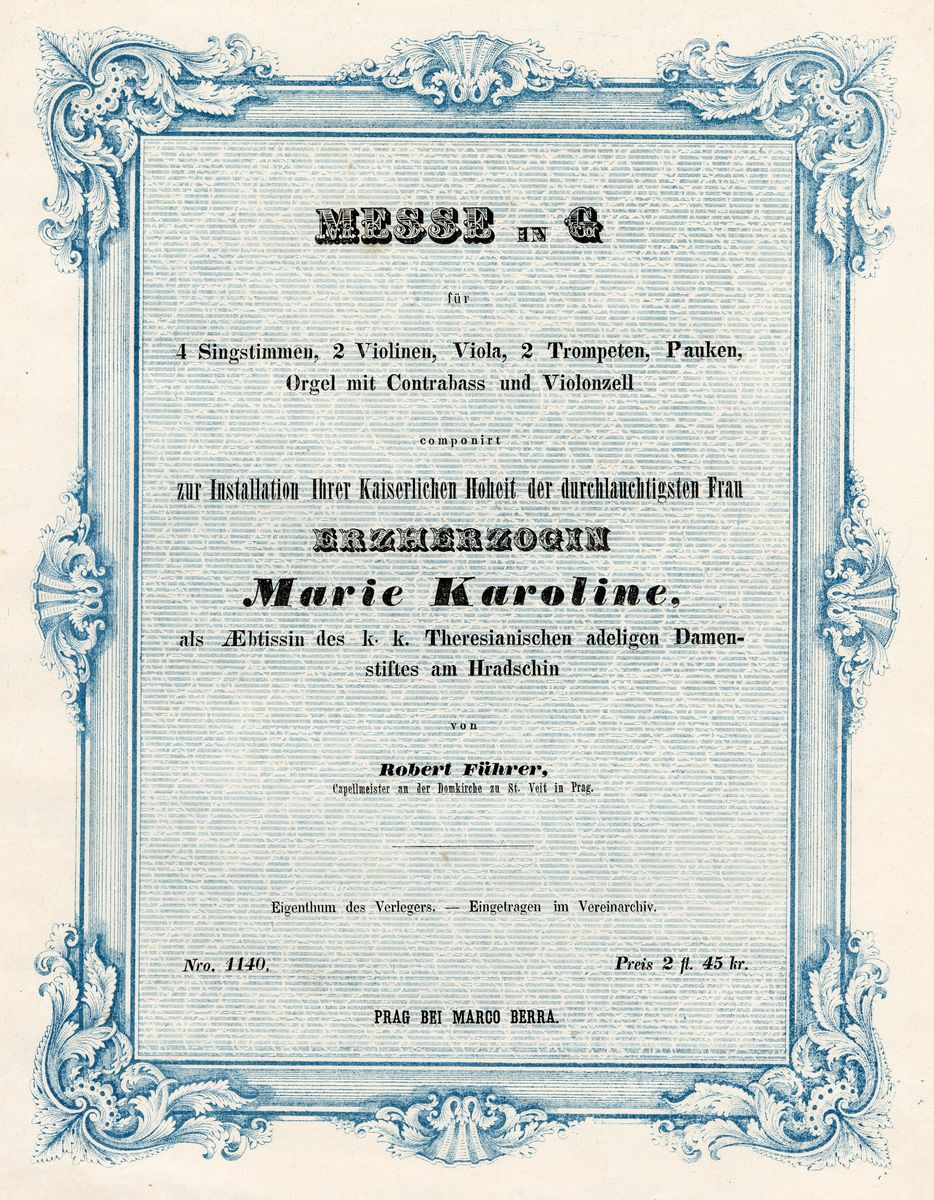 MESSE IN G
für
4 Singstimmen, 2 Violinen, Viola, 2 Trompeten, Pauken,
Orgel mit Contrabass und Violonzell
componirt
zur Installation Ihrer Kaiserlichen Hoheit der durchlauchtigsten Frau
ERZHERZOGIN
Marie Karoline,
als Æbtissin des k. k. Theresianischen adeligen Damen-
stiftes am Hradschin
von
Robert Führer,
Capellmeister an der Domkirche zu St. Veit in Prag.
Eigenthum des Verlegers. — Eingetragen im Vereinarchiv.
Nro. 1140. Preis 2 fl. 45 kr.
PRAG BEI MARCO BERRA.